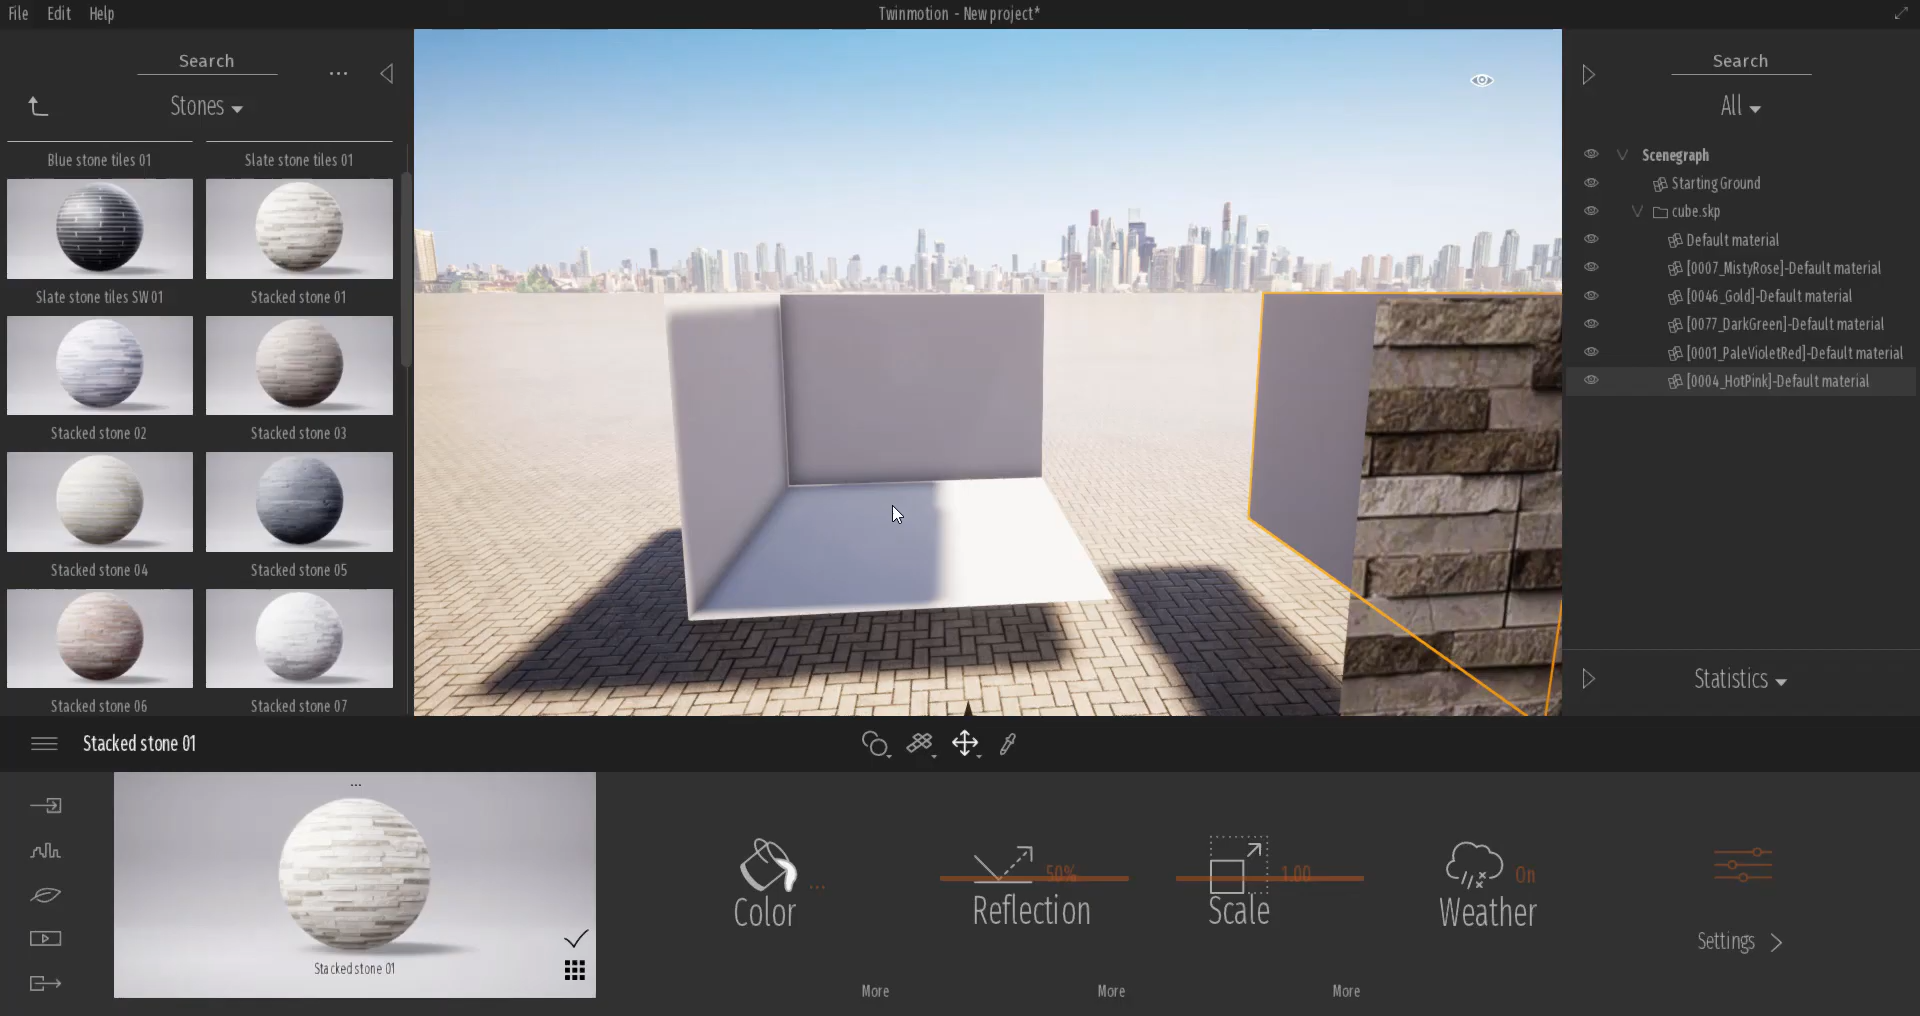 File Edit Help
Twinmotion - New project*
Search
...
Stones
Blue stone tiles 01
Slate stone tiles 01
Slate stone tiles SW 01
Stacked stone 01
Stacked stone 02
Stacked stone 03
Stacked stone 04
Stacked stone 05
Stacked stone 06
Stacked stone 07
Search
All
Scenegraph
Starting Ground
cube.skp
Default material
[0007_MistyRose]-Default material
[0046_Gold]-Default material
[0077_DarkGreen]-Default material
[0001_PaleVioletRed]-Default material
[0004_HotPink]-Default material
Statistics
Stacked stone 01
...
Stacked stone 01
Color
...
More
50%
Reflection
More
1.00
Scale
More
On
Weather
Settings